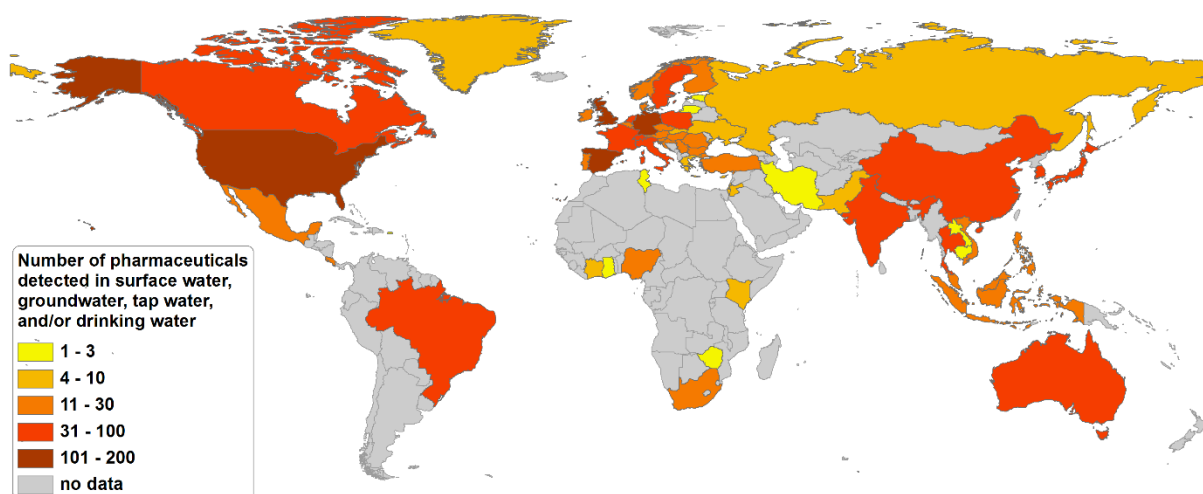 Number of pharmaceuticals
detected in surface water,
groundwater, tap water,
and/or drinking water
1 - 3
4 - 10
11 - 30
31 - 100
101 - 200
no data